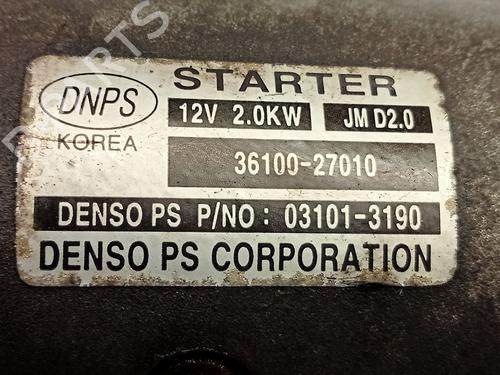 STARTER
DNPS
KOREA
12V 2.0KW
JM D2.0
36100-27010
DENSO PS P/NO: 03101-3190
DENSO PS CORPORATION